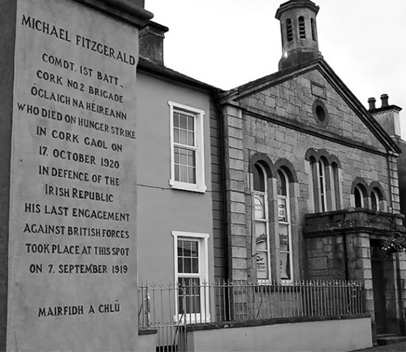 MICHAEL FITZGERALD
COMDT. 1ST BATT.,
CORK NO 2 BRIGADE
ÓGLAIGH NA HÉIREANN
WHO DIED ON HUNGER STRIKE
IN CORK GAOL ON
17. OCTOBER 1920
IN DEFENCE OF THE
IRISH REPUBLIC
HIS LAST ENGAGEMENT
AGAINST BRITISH FORCES
TOOK PLACE AT THIS SPOT
ON 7. SEPTEMBER 1919
MAIRFIDH A CHLÚ